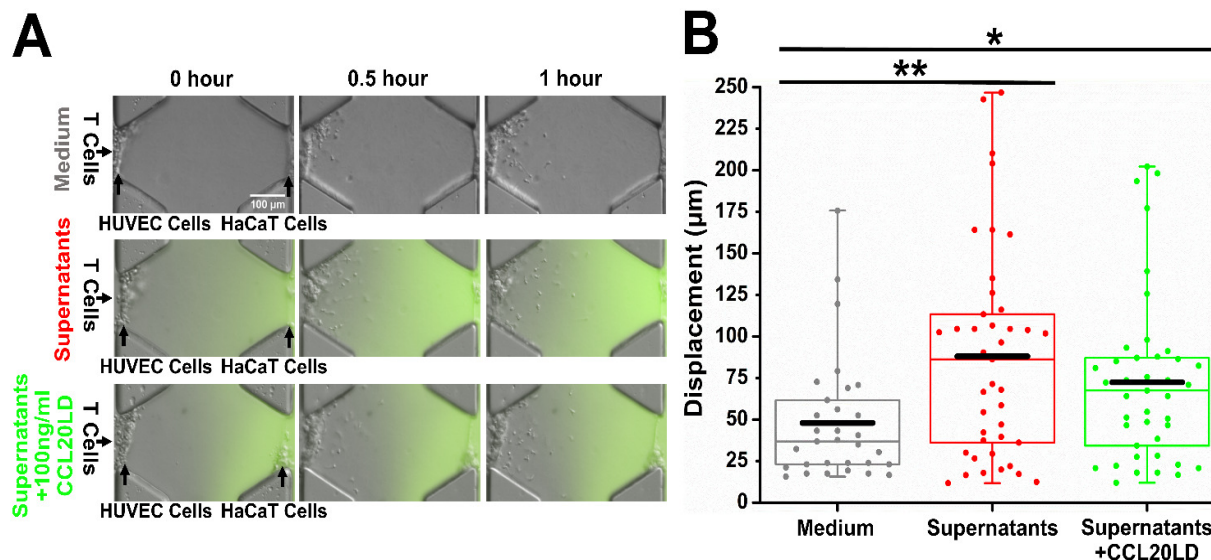 A
0 hour
0.5 hour
1 hour
Medium
T Cells
100 µm
HUVEC Cells
HaCaT Cells
Supernatants
T Cells
HUVEC Cells
HaCaT Cells
Supernatants
+100ng/ml
CCL20LD
T Cells
HUVEC Cells
HaCaT Cells
B
*
**
Displacement (µm)
250
225
200
175
150
125
100
75
50
25
0
Medium
Supernatants
Supernatants
+CCL20LD